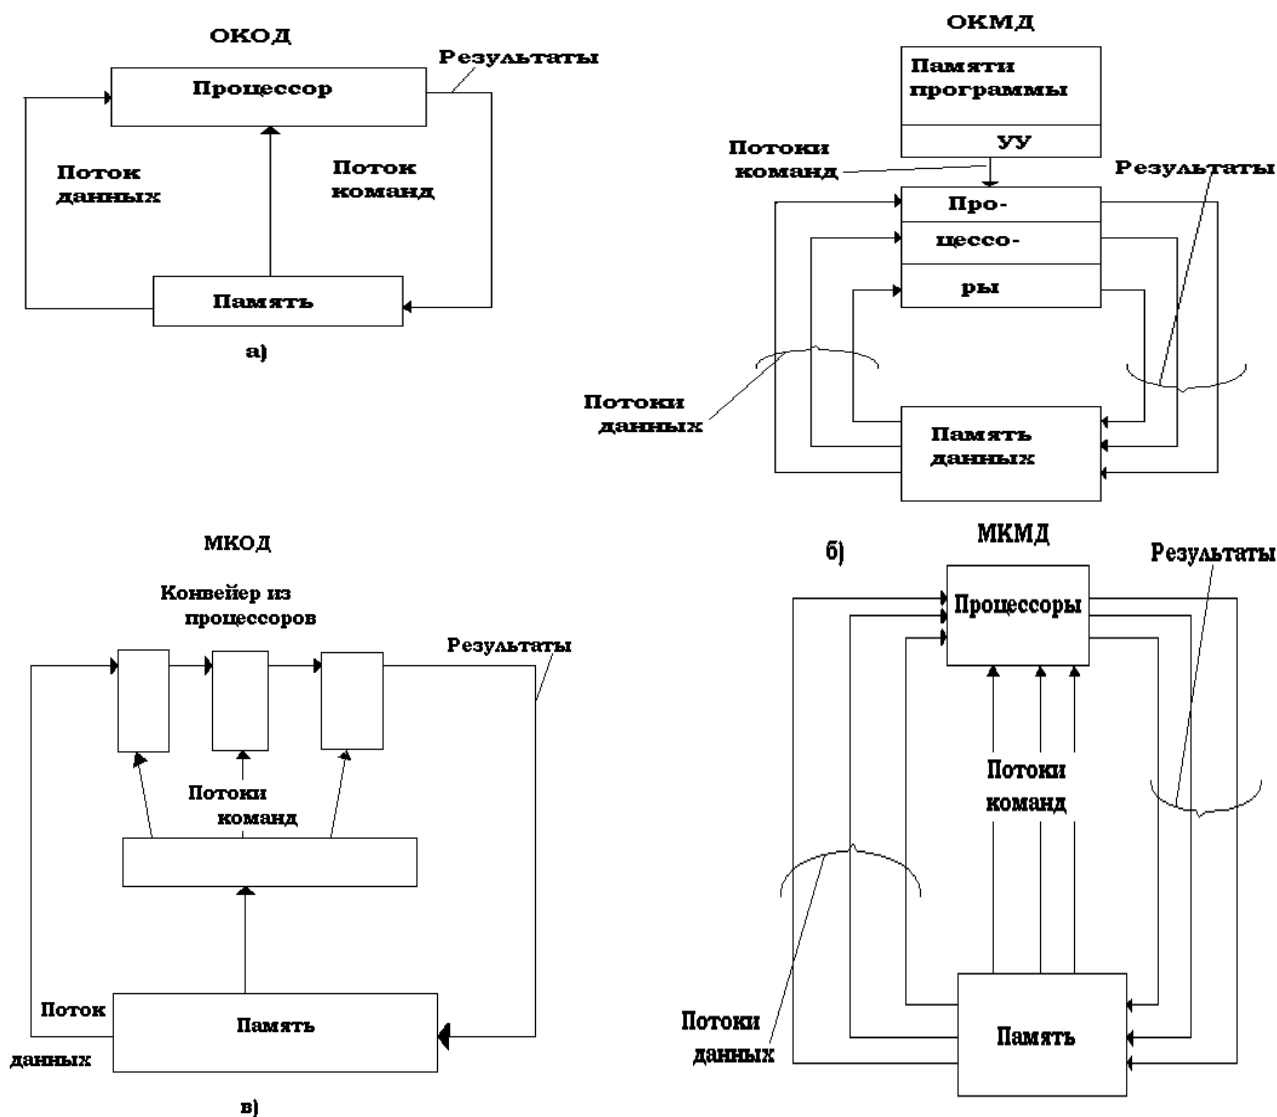 ОКОД
Результаты
Процессор
Поток
данных
Поток
команд
Память
а)
ОКМД
Памяти
программы
УУ
Потоки
команд
Результаты
Про-
цессо-
ры
Потоки
данных
Память
данных
б)
МКОД
Конвейер из
процессоров
Результаты
Потоки
команд
Поток
данных
Память
в)
МКМД
Результаты
Процессоры
Потоки
команд
Потоки
данных
Память